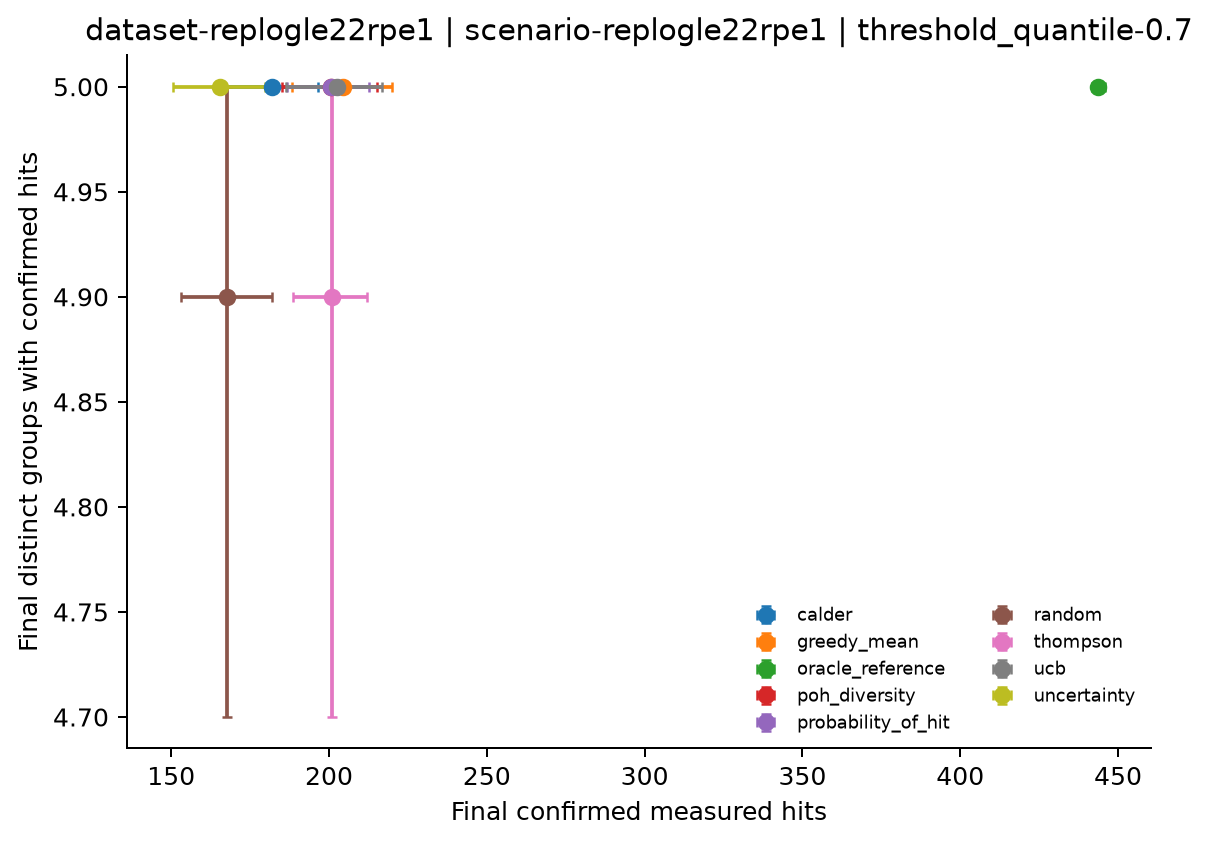 dataset-replogle22rpe1 | scenario-replogle22rpe1 | threshold_quantile-0.7
Final distinct groups with confirmed hits
5.00
4.95
4.90
4.85
4.80
4.75
4.70
150
200
250
300
350
400
450
Final confirmed measured hits
calder
greedy_mean
oracle_reference
poh_diversity
probability_of_hit
random
thompson
ucb
uncertainty